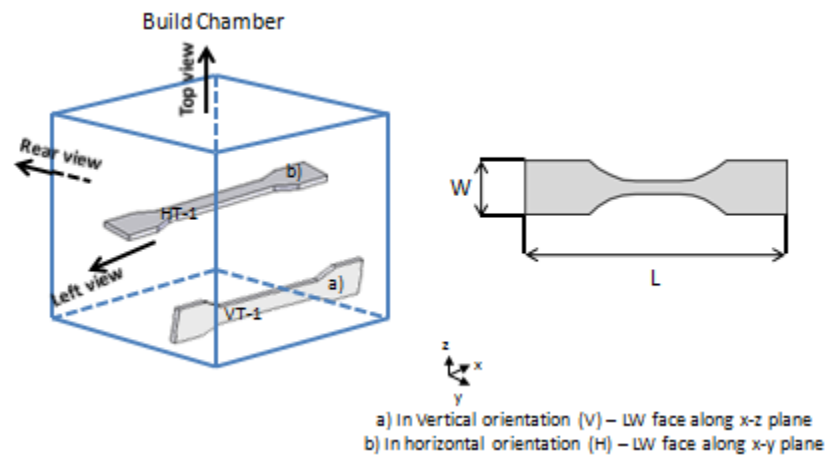 Build Chamber
Top view
Rear view
b)
HT-1
Left view
a)
VT-1
W
L
z
x
y
a) In Vertical orientation (V) – LW face along x-z plane
b) In horizontal orientation (H) – LW face along x-y plane